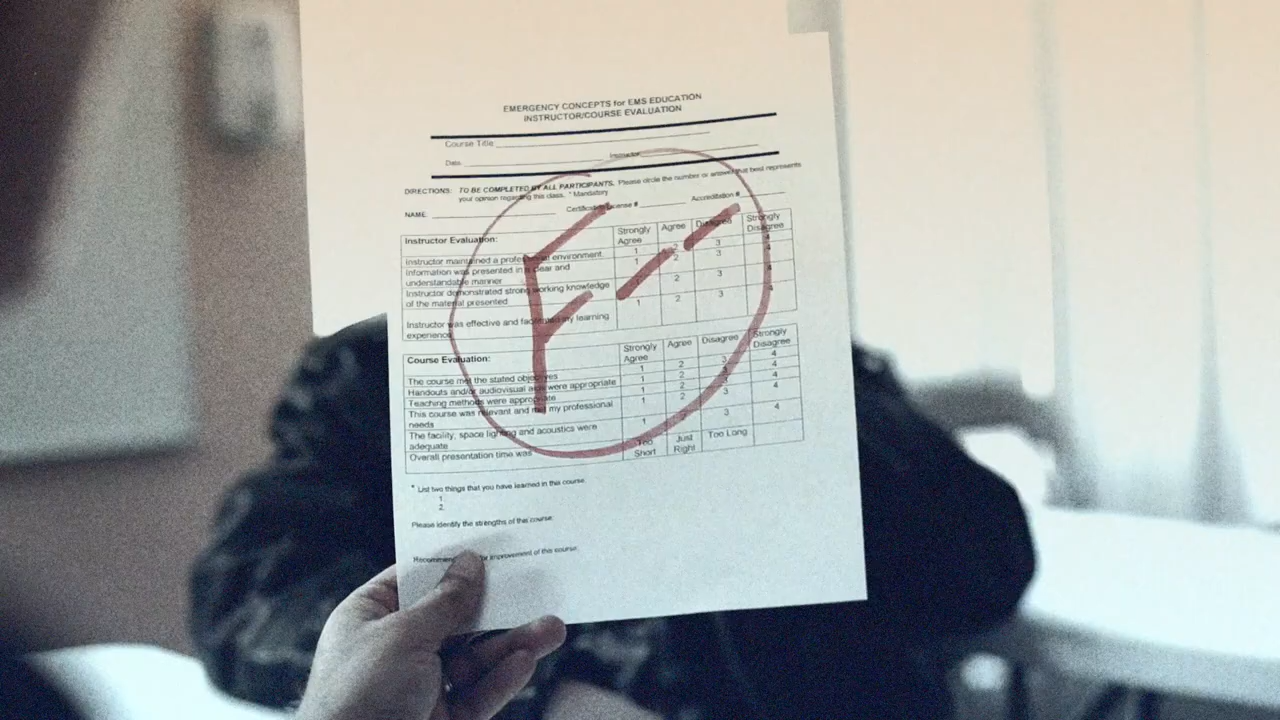 EMERGENCY CONCEPTS for EMS EDUCATION
INSTRUCTOR/COURSE EVALUATION
Course Title
Date Instructor
DIRECTIONS: TO BE COMPLETED BY ALL PARTICIPANTS. Please circle the number or answer that best represents
your opinion regarding this class. * Mandatory
NAME: License # Accreditation #
Instructor Evaluation: Strongly Agree Agree Disagree Strongly Disagree
Instructor maintained a professional environment. 1 2 3 4
Information was presented in a clear and understandable manner 1 2 3 4
Instructor demonstrated strong working knowledge of the material presented 2 3 4
Instructor was effective and facilitated my learning experience 1 2 3 4
F--
Course Evaluation: Strongly Agree Agree Disagree Strongly Disagree
The course met the stated objectives 1 2 3 4
Handouts and/or audiovisual aids were appropriate 1 2 3 4
Teaching methods were appropriate 1 2 3 4
This course was relevant and met my professional needs 1
The facility, space lighting and acoustics were adequate 1 3 4
Overall presentation time was Too Short Just Right Too Long
* List two things that you have learned in this course.
1.
2.
Please identify the strengths of this course:
for improvement of this course: